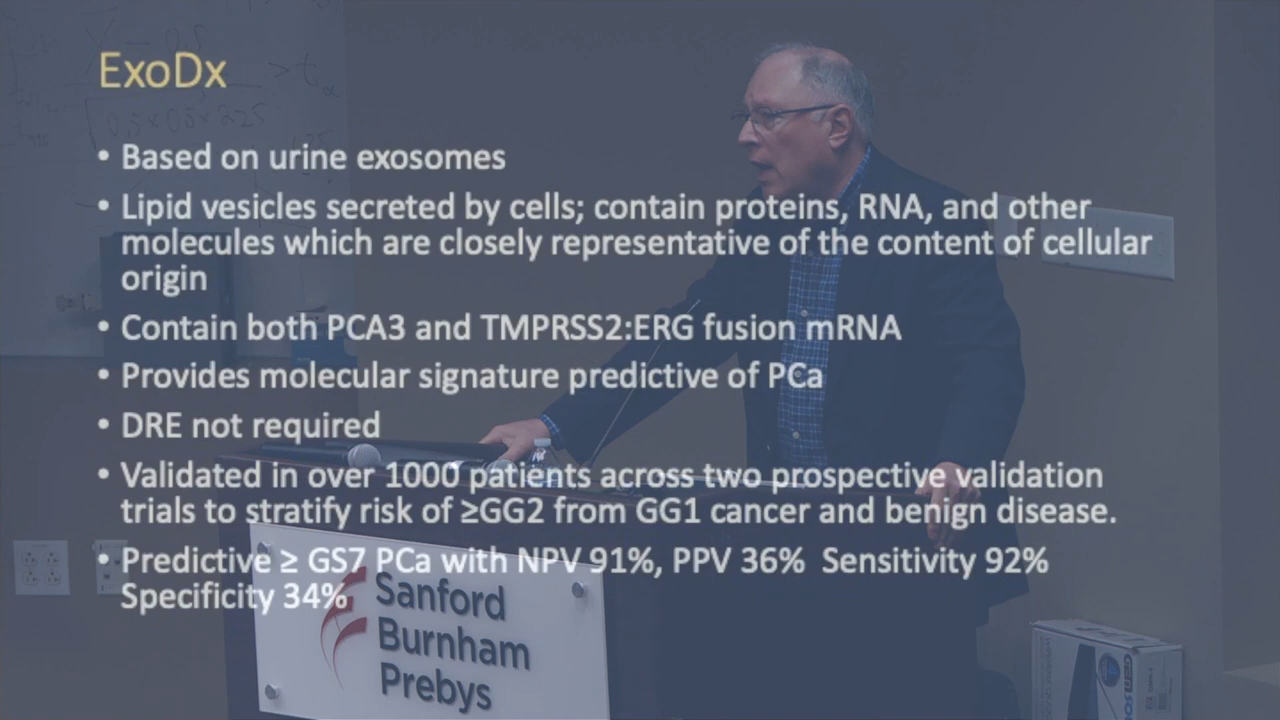 ExoDx
• Based on urine exosomes
• Lipid vesicles secreted by cells; contain proteins, RNA, and other
molecules which are closely representative of the content of cellular
origin
• Contain both PCA3 and TMPRSS2:ERG fusion mRNA
• Provides molecular signature predictive of PCa
• DRE not required
• Validated in over 1000 patients across two prospective validation
trials to stratify risk of ≥GG2 from GG1 cancer and benign disease.
• Predictive ≥ GS7 PCa with NPV 91%, PPV 36% Sensitivity 92%
Specificity 34%
Sanford
Burnham
Prebys